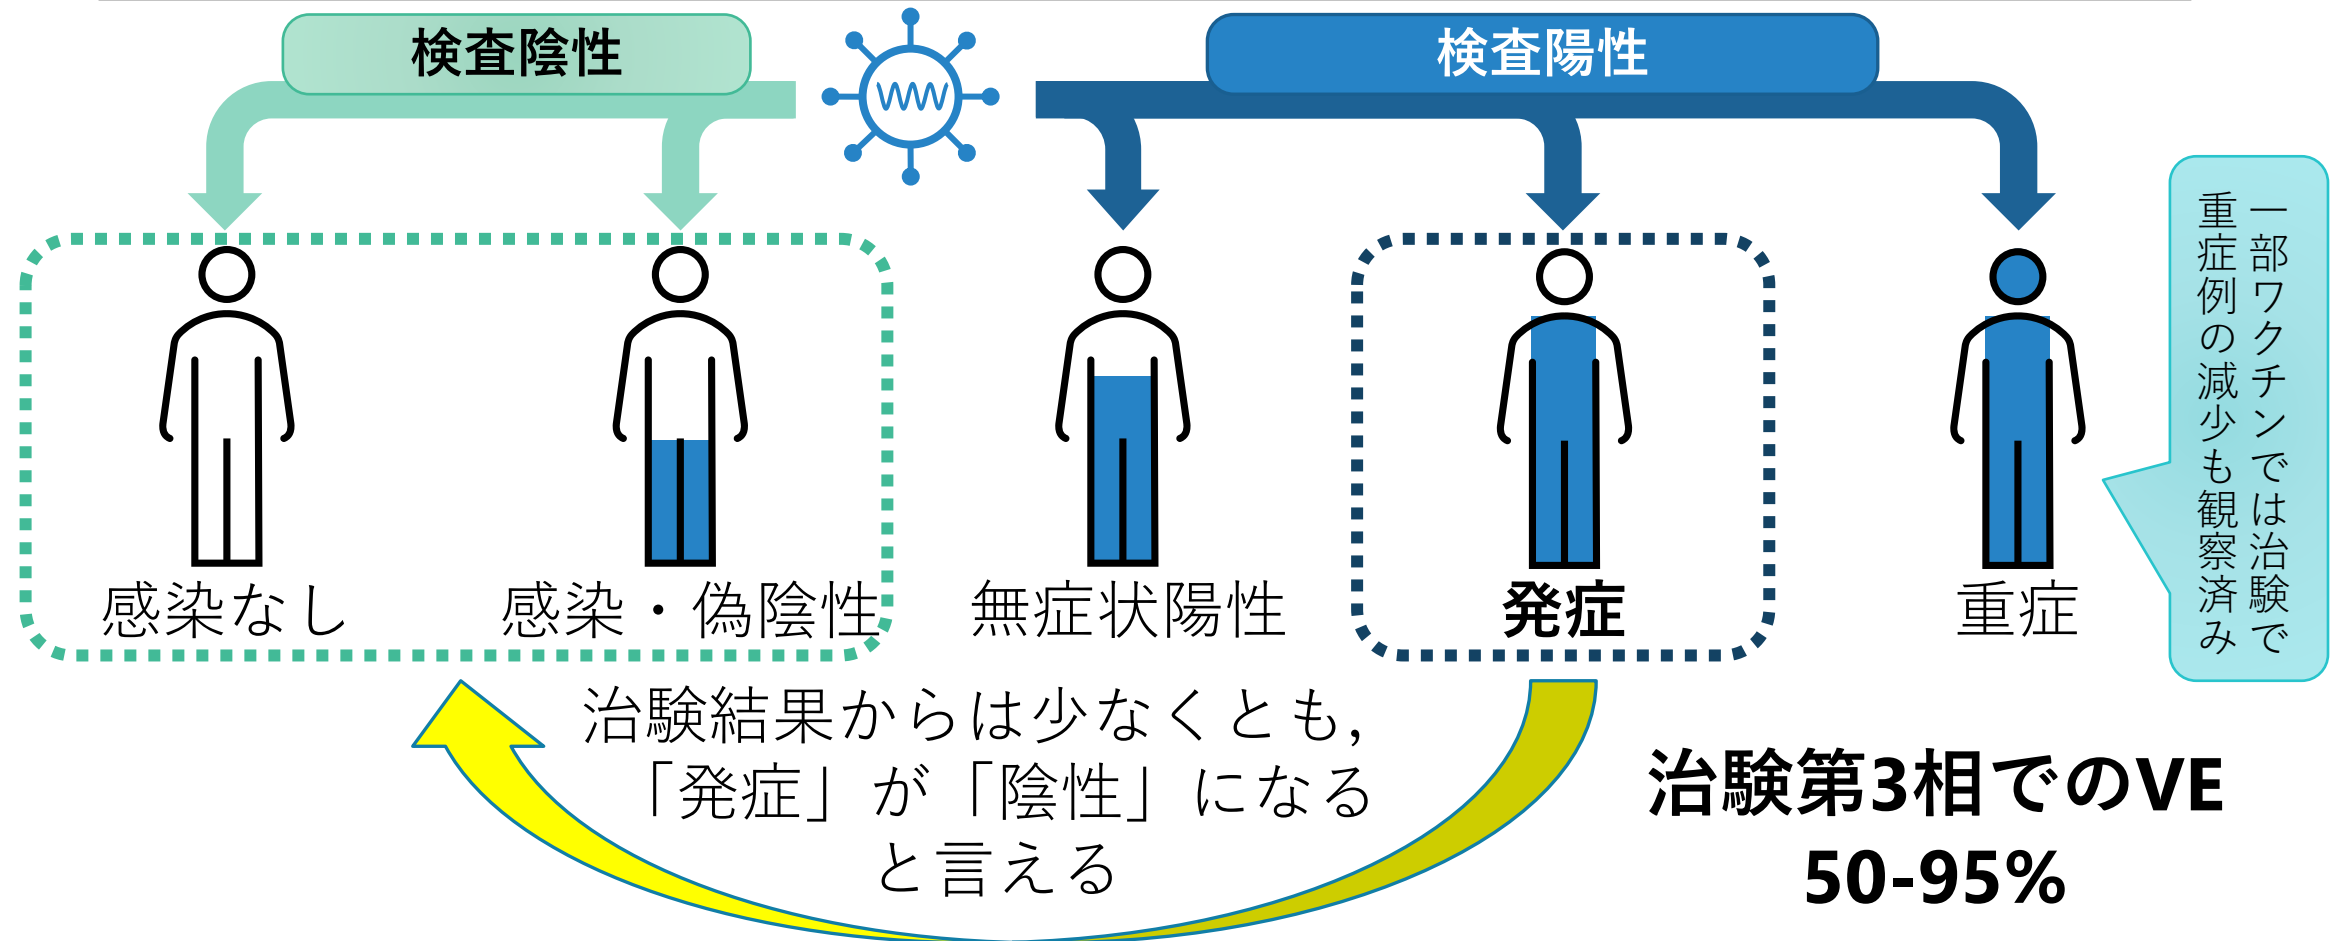 検査陰性
検査陽性
感染なし
感染・偽陰性
無症状陽性
発症
重症
一部ワクチンでは治験で
重症例の減少も観察済み
治験結果からは少なくとも,
「発症」が「陰性」になる
と言える
治験第3相でのVE
50-95%